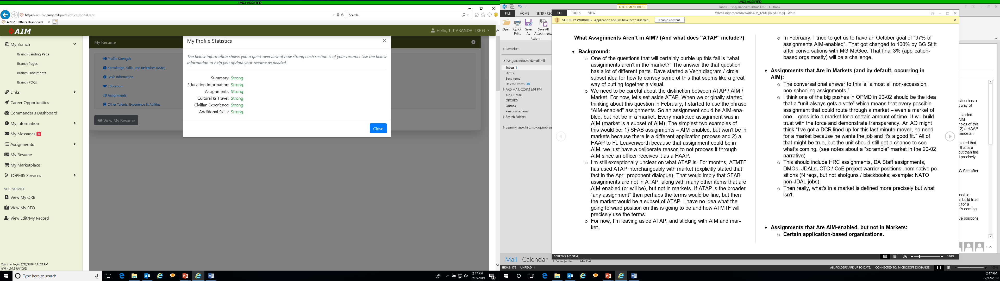 UNCLASSIFIED
https://aim.hrc.army.mil/portal/officer/portal.aspx
Search...
AIM 2 - Officer Dashboard
AIM
Hello, 1LT ARANDA ILSE G
My Branch
Branch Landing Page
Branch Pages
Branch Documents
Branch POCs
Links
Career Opportunities
Commander's Dashboard
My Information
My Messages 0
Assignments
My Resume
My Marketplace
TOPMIS Services
SELF SERVICE
View My ORB
View My RFO
View Edit/My Record
Your Last Login: 7/12/2019 1:54:58 PM
AIM v. 2.0.2.10 (1002)
My Resume
Profile Strength
Knowledge, Skills, and Behaviors (KSBs)
Basic Information
Education
Assignments
Other Talents, Experience & Abilites
View My Resume
My Profile Statistics
The below information shows you a quick overview of how strong each section is of your resume. Use the below
information to help you update your resume as needed.
Summary: Strong
Education Information: Strong
Assignments: Strong
Cultural & Travel: Strong
Civilian Experience: Strong
Additional Skills: Strong
Close
Type here to search
2:47 PM
7/12/2019
2
UNCLASSIFIED
ATTACHMENT TOOLS
Inbox - ilse.g.aranda.mil@mail.mil - Outlook
FILE
HOME
SEND / REC
Open
Quick
Print
Save
As
Save All
Attachments
Actions
Favorites
ilse.g.aranda.mil@mail.mil
Inbox 1
Drafts
Sent Items
Deleted Items 38
AKO MAIL 020613 2:01 PM
Junk E-Mail
OPORDS
Outbox
Personal actions
Search Folders
usarmy.knox.hrc.mbx.opmd-ai
Mail Calendar People Tasks
ITEMS: 178 UNREAD: 1
ALL FOLDERS ARE UP TO DATE. CONNECTED TO: MICROSOFT EXCHANGE
100%
FILE TOOLS VIEW
WhatAssignmentsAreNotInAIM_12JUL [Read-Only] - Word
SECURITY WARNING Application add-ins have been disabled.
Enable Content
What Assignments Aren't in AIM? (And what does “ATAP” include?)
• Background:
o One of the questions that will certainly burble up this fall is “what
assignments aren't in the market?” The answer the that question
has a lot of different parts. Dave started a Venn diagram / circle
subset idea for how to convey some of this that seems like a great
way of putting together a visual.
o We need to be careful about the distinction between ATAP / AIM /
Market. For now, let's set aside ATAP. When we originally started
thinking about this question in February, I started to use the phrase
“AIM-enabled” assignments. So an assignment could be AIM-ena-
bled, but not be in a market. Every marketed assignment was in
AIM (market is a subset of AIM). The simplest two examples of
this would be: 1) SFAB assignments – AIM enabled, but won't be in
markets because there is a different application process and 2) a
HAAP to Ft. Leavenworth because that assignment could be in
AIM, we just have a deliberate reason to not process it through
AIM since an officer receives it as a HAAP.
o I'm still exceptionally unclear on what ATAP is. For months, ATMTF
has used ATAP interchangeably with market (explicitly stated that
fact in the April proponent dialogue). That would imply that SFAB
assignments are not in ATAP, along with many other items that are
AIM-enabled (or will be), but not in markets. If ATAP is the broader
“any assignment” then perhaps the terms would be fine, but then
the market would be a subset of ATAP. I have no idea what the
going forward position on this is going to be and how ATMTF will
precisely use the terms.
o For now, I'm leaving aside ATAP, and sticking with AIM and mar-
ket.
o In February, I tried to get us to have an October goal of “97% of
assignments AIM-enabled”. That got changed to 100% by BG Stitt
after conversations with MG McGee. That final 3% (application-
based orgs mostly) will be a challenge.
• Assignments that Are in Markets (and by default, occurring in
AIM):
o The conversational answer to this is “almost all non-accession,
non-schooling assignments.”
o I think one of the big pushes in OPMD in 20-02 should be the idea
that a “unit always gets a vote” which means that every possible
assignment that could route through a market – even a market of
one – goes into a market for a certain amount of time. It will build
trust with the force and demonstrate transparency. An AO might
think “I've got a DCR lined up for this last minute mover; no need
for a market because he wants the job and it's a good fit.” All of
that might be true, but the unit should still get a chance to see
what's coming. (see notes about a “scramble” market in the 20-02
narrative)
o This should include HRC assignments, DA Staff assignments,
DMOs, JDALs, CTC / CoE project warrior positions, nominative po-
sitions (N reqs, but not shotguns / blackbooks; example: NATO
non-JDAL jobs).
o Then really, what's in a market is defined more precisely but what
isn't.
• Assignments that Are AIM-enabled, but not in Markets:
o Certain application-based organizations.
SCREENS 1-2 OF 4
140%
stion has a
way of
started
AIM-
ples of this
2) a HAAP
since an
stated that
that are
out then the
precisely
G Stitt after
ossible
ll build trust
d for a
t's coming.
ve positions
2:47 PM
7/12/2019